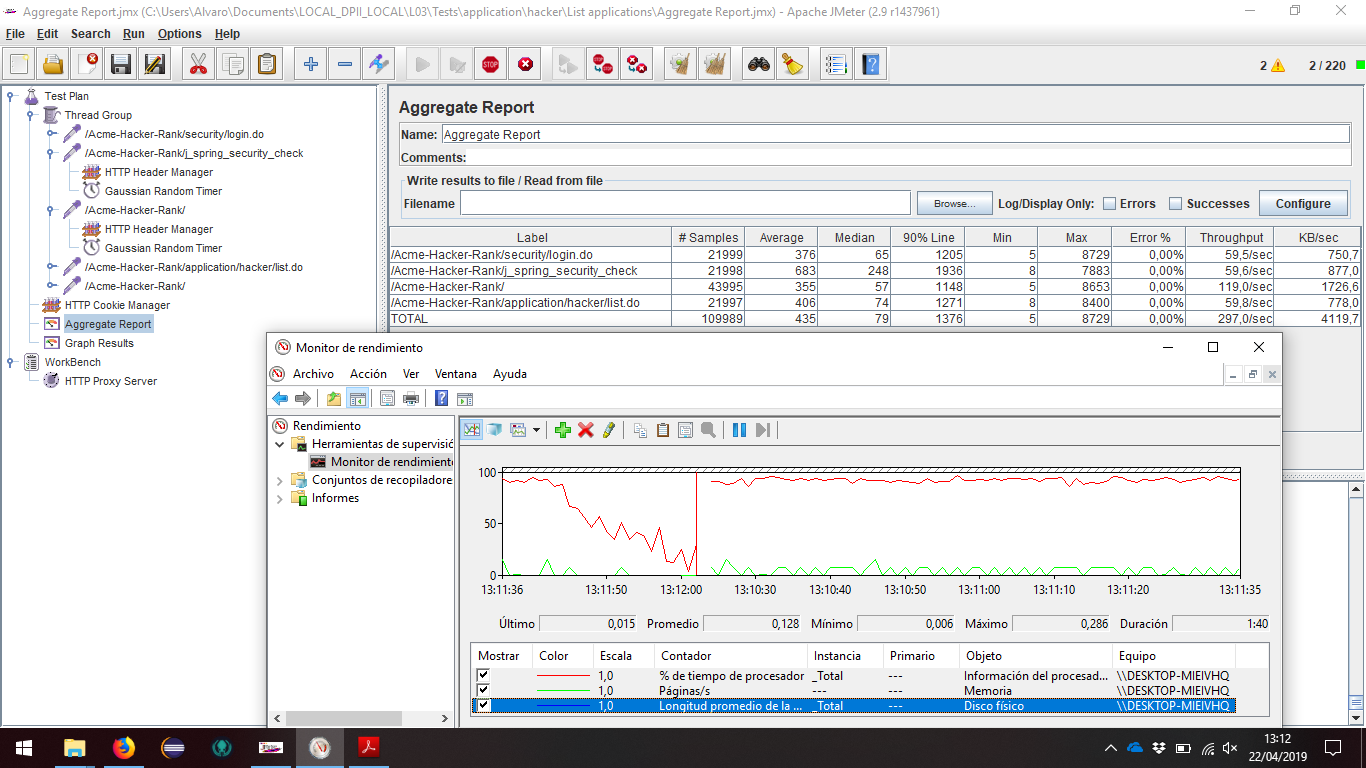 Aggregate Report.jmx (C:\Users\Alvaro\Documents\LOCAL_DPII_LOCAL\L03\Tests\application\hacker\List applications\Aggregate Report.jmx) - Apache JMeter (2.9 r1437961)
File Edit Search Run Options Help
2 2 / 220
Test Plan
Thread Group
/Acme-Hacker-Rank/security/login.do
/Acme-Hacker-Rank/j_spring_security_check
HTTP Header Manager
Gaussian Random Timer
/Acme-Hacker-Rank/
HTTP Header Manager
Gaussian Random Timer
/Acme-Hacker-Rank/application/hacker/list.do
/Acme-Hacker-Rank/
HTTP Cookie Manager
Aggregate Report
Graph Results
WorkBench
HTTP Proxy Server
Aggregate Report
Name: Aggregate Report
Comments:
Write results to file / Read from file
Filename Browse... Log/Display Only: Errors Successes Configure
Label # Samples Average Median 90% Line Min Max Error % Throughput KB/sec
/Acme-Hacker-Rank/security/login.do 21999 376 65 1205 5 8729 0,00% 59,5/sec 750,7
/Acme-Hacker-Rank/j_spring_security_check 21998 683 248 1936 8 7883 0,00% 59,6/sec 877,0
/Acme-Hacker-Rank/ 43995 355 57 1148 5 8653 0,00% 119,0/sec 1726,6
/Acme-Hacker-Rank/application/hacker/list.do 21997 406 74 1271 8 8400 0,00% 59,8/sec 778,0
TOTAL 109989 435 79 1376 5 8729 0,00% 297,0/sec 4119,7
Monitor de rendimiento
Archivo Acción Ver Ventana Ayuda
Rendimiento
Herramientas de supervisió
Monitor de rendimient
Conjuntos de recopiladore
Informes
100
50
0
13:11:36 13:11:50 13:12:00 13:10:30 13:10:40 13:10:50 13:11:00 13:11:10 13:11:20 13:11:35
Último 0,015 Promedio 0,128 Mínimo 0,006 Máximo 0,286 Duración 1:40
Mostrar Color Escala Contador Instancia Primario Objeto Equipo
1,0 % de tiempo de procesador _Total --- Información del procesad... \\DESKTOP-MIEIVHQ
1,0 Páginas/s --- --- Memoria \\DESKTOP-MIEIVHQ
1,0 Longitud promedio de la ... _Total --- Disco físico \\DESKTOP-MIEIVHQ
13:12
22/04/2019